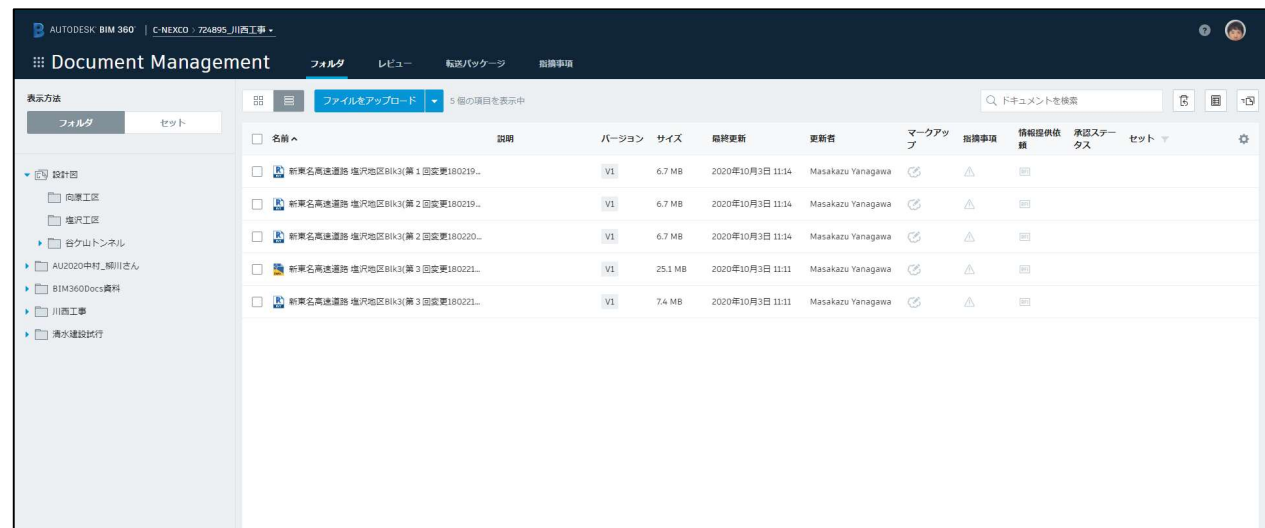 AUTODESK® BIM 360® | C-NEXCO > 724895_川西工事
Document Management フォルダ レビュー 転送パッケージ 指摘事項
表示方法
フォルダ セット
設計図
向原工区
塩沢工区
谷ケ山トンネル
AU2020中村_柳川さん
BIM360Docs資料
川西工事
清水建設試行
ファイルをアップロード 5 個の項目を表示中 ドキュメントを検索
名前 説明 バージョン サイズ 最終更新 更新者 マークアップ 指摘事項 情報提供依頼 承認ステータス セット
新東名高速道路 塩沢地区Blk3(第１回変更180219... V1 6.7 MB 2020年10月3日 11:14 Masakazu Yanagawa
新東名高速道路 塩沢地区Blk3(第２回変更180219... V1 6.7 MB 2020年10月3日 11:14 Masakazu Yanagawa
新東名高速道路 塩沢地区Blk3(第２回変更180220... V1 6.7 MB 2020年10月3日 11:14 Masakazu Yanagawa
新東名高速道路 塩沢地区Blk3(第３回変更180221... V1 25.1 MB 2020年10月3日 11:11 Masakazu Yanagawa
新東名高速道路 塩沢地区Blk3(第３回変更180221... V1 7.4 MB 2020年10月3日 11:11 Masakazu Yanagawa